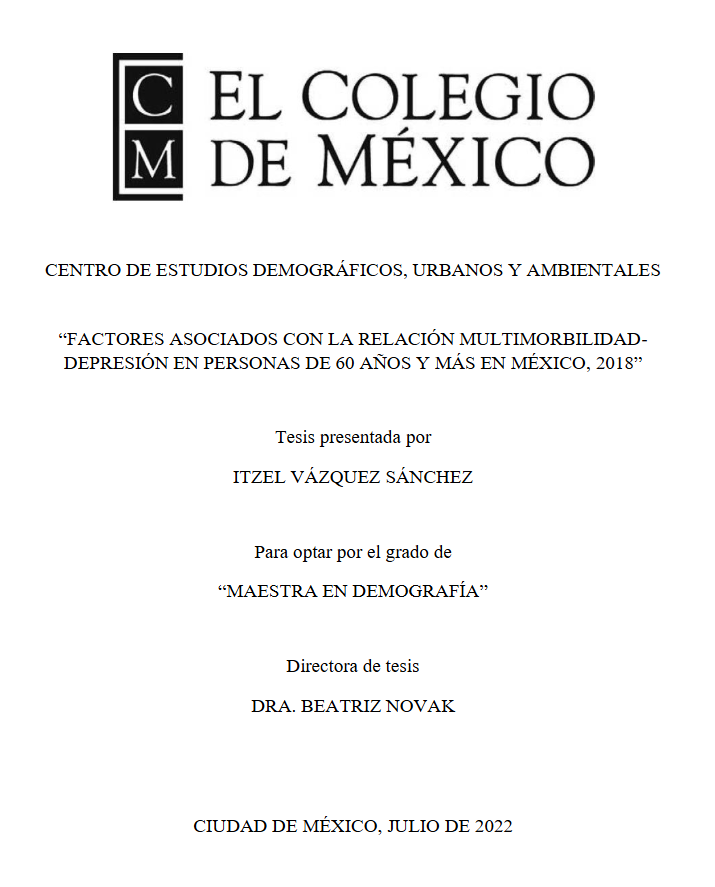 C
M
EL COLEGIO
DE MÉXICO
CENTRO DE ESTUDIOS DEMOGRÁFICOS, URBANOS Y AMBIENTALES
“FACTORES ASOCIADOS CON LA RELACIÓN MULTIMORBILIDAD-
DEPRESIÓN EN PERSONAS DE 60 AÑOS Y MÁS EN MÉXICO, 2018”
Tesis presentada por
ITZEL VÁZQUEZ SÁNCHEZ
Para optar por el grado de
“MAESTRA EN DEMOGRAFÍA”
Directora de tesis
DRA. BEATRIZ NOVAK
CIUDAD DE MÉXICO, JULIO DE 2022